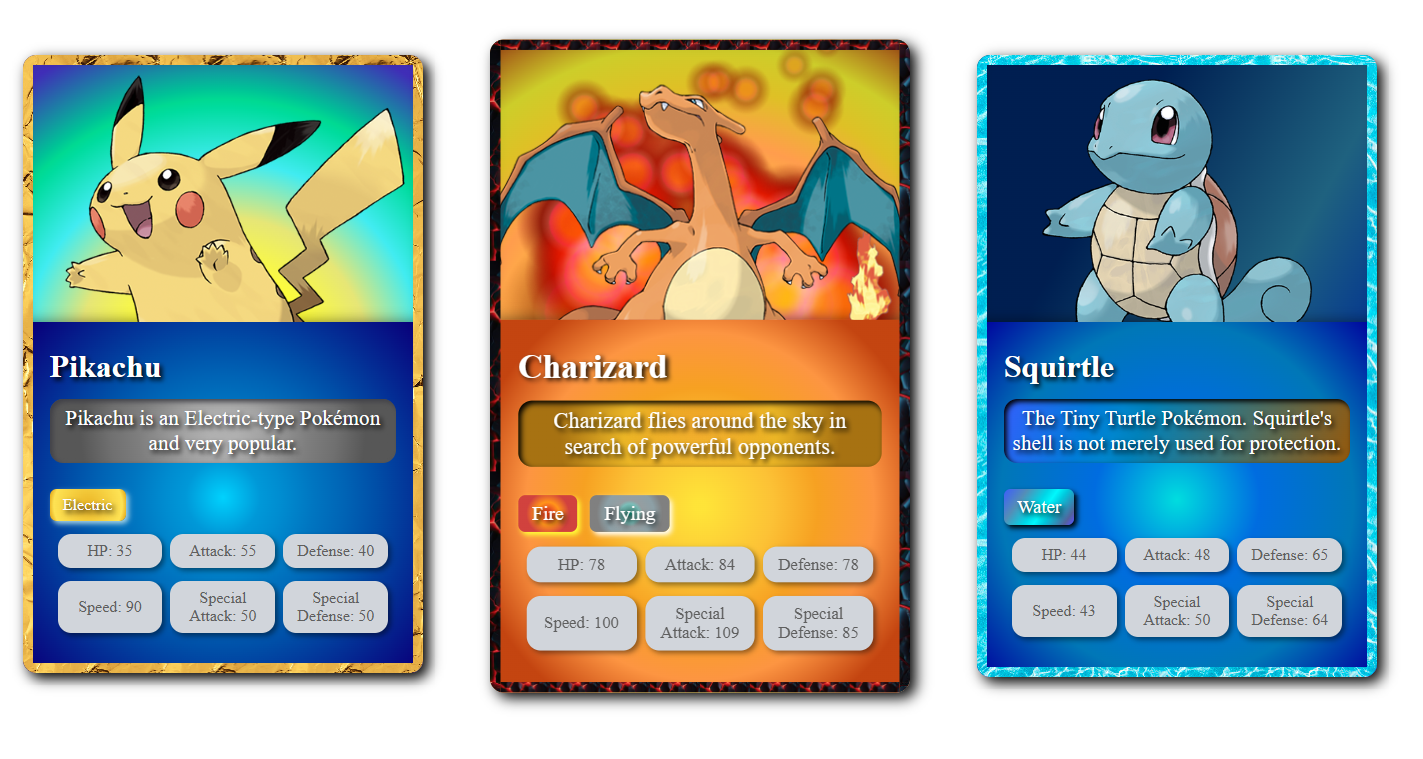 Pikachu
Pikachu is an Electric-type Pokémon
and very popular.
Electric
HP: 35
Attack: 55
Defense: 40
Speed: 90
Special
Attack: 50
Special
Defense: 50
Charizard
Charizard flies around the sky in
search of powerful opponents.
Fire
Flying
HP: 78
Attack: 84
Defense: 78
Speed: 100
Special
Attack: 109
Special
Defense: 85
Squirtle
The Tiny Turtle Pokémon. Squirtle's
shell is not merely used for protection.
Water
HP: 44
Attack: 48
Defense: 65
Speed: 43
Special
Attack: 50
Special
Defense: 64